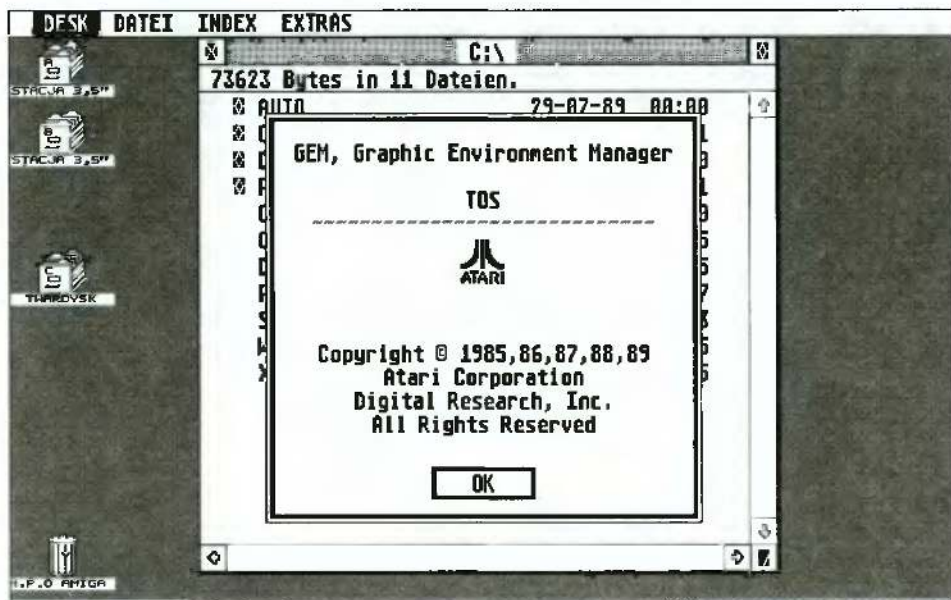 DESK DATEI INDEX EXTRAS
C:\
73623 Bytes in 11 Dateien.
A
STACJA 3,5"
B
STACJA 3,5"
C
TWARDYSK
AUTO 29-07-89 00:00
GEM, Graphic Environment Manager
TOS
ATARI
Copyright © 1985,86,87,88,89
Atari Corporation
Digital Research, Inc.
All Rights Reserved
OK
AMIGA